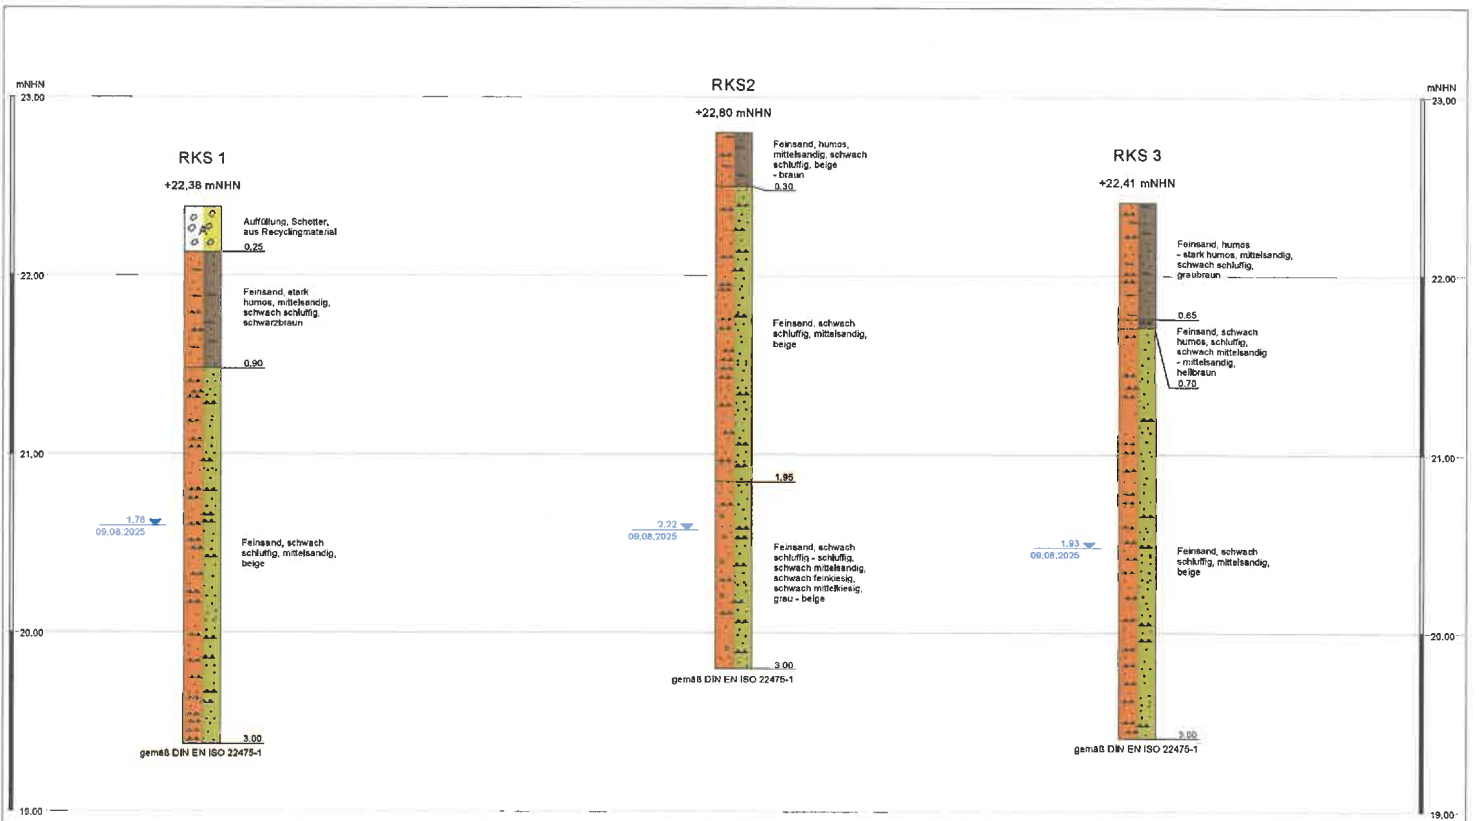 mNHN
23.00
22.00
21.00
20.00
19.00
RKS 1
+22,38 mNHN
Auffüllung, Schotter,
aus Recyclingmaterial
0,25
A
Feinsand, stark
humos, mittelsandig,
schwach schluffig,
schwarzbraun
0,90
1,76
09.08.2025
Feinsand, schwach
schluffig, mittelsandig,
beige
3.00
gemäß DIN EN ISO 22475-1
RKS2
+22,80 mNHN
Feinsand, humos,
mittelsandig, schwach
schluffig, beige
- braun
0,30
Feinsand, schwach
schluffig, mittelsandig,
beige
1,95
2,22
09,08,2025
Feinsand, schwach
schluffig - schluffig,
schwach mittelsandig,
schwach feinkiesig,
schwach mittelkiesig,
grau - beige
3.00
gemäß DIN EN ISO 22475-1
RKS 3
+22,41 mNHN
Feinsand, humos
- stark humos, mittelsandig,
schwach schluffig,
graubraun
0,65
Feinsand, schwach
humos, schluffig,
schwach mittelsandig
- mittelsandig,
hellbraun
0.70
1,93
09.08.2025
Feinsand, schwach
schluffig, mittelsandig,
beige
3,00
gemäß DIN EN ISO 22475-1
mNHN
23,00
22.00
21.00
20.00
19.00